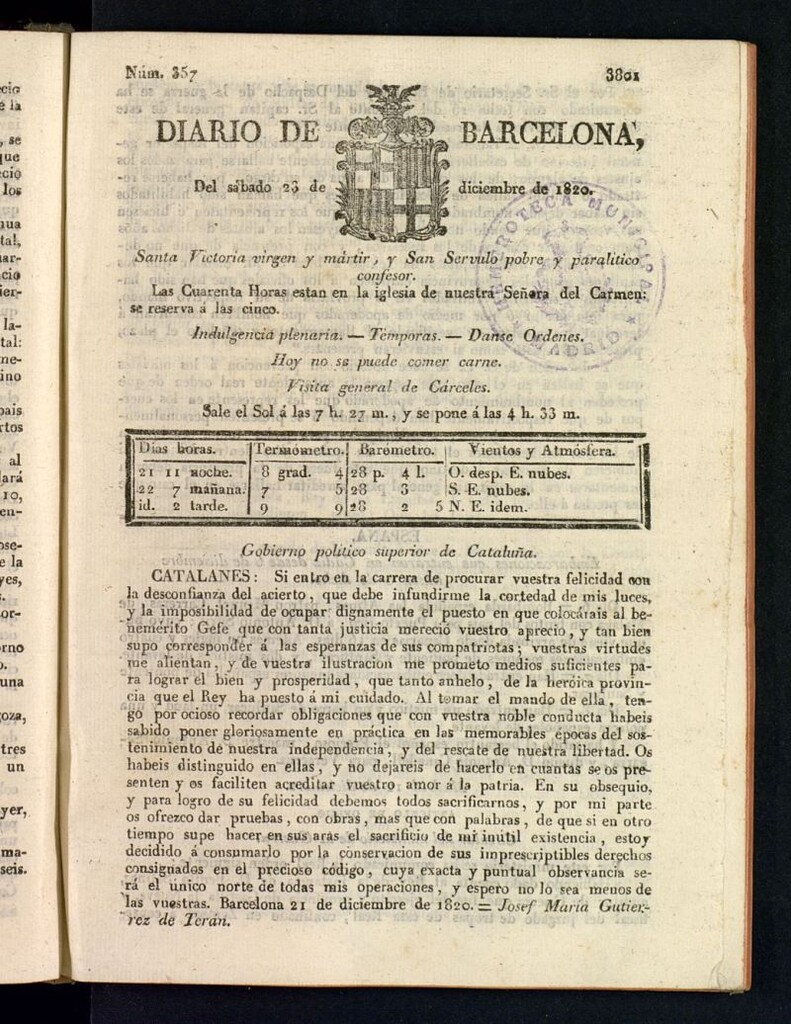 Núm. 357 3801
DIARIO DE BARCELONA,
Del sábado 23 de diciembre de 1820.
Santa Victoria virgen y mártir, y San Servulo pobre y paralitico
confesor.
Las Cuarenta Horas estan en la iglesia de nuestra Señora del Carmen:
se reserva á las cinco.
Indulgencia plenaria. — Témporas. — Danse Ordenes.
Hoy no se puede comer carne.
Visita general de Cárceles.
Sale el Sol á las 7 h. 27 m., y se pone á las 4 h. 33 m.
Dias horas. Termómetro. Barómetro. Vientos y Atmósfera.
21 11 noche. 8 grad. 4 28 p. 4 l. O. desp. E. nubes.
22 7 mañana. 7 5 28 3 S. E. nubes.
id. 2 tarde. 9 9 28 2 5 N. E. idem.
Gobierno político superior de Cataluña.
CATALANES: Si entro en la carrera de procurar vuestra felicidad con
la desconfianza del acierto, que debe infundirme la cortedad de mis luces,
y la imposibilidad de ocupar dignamente el puesto en que colocárais al be-
nemérito Gefe que con tanta justicia mereció vuestro aprecio, y tan bien
supo corresponder á las esperanzas de sus compatriotas; vuestras virtudes
me alientan, y de vuestra ilustracion me prometo medios suficientes pa-
ra lograr el bien y prosperidad, que tanto anhelo, de la heróica provin-
cia que el Rey ha puesto á mi cuidado. Al tomar el mando de ella, ten-
go por ocioso recordar obligaciones que con vuestra noble conducta habeis
sabido poner gloriosamente en práctica en las memorables épocas del sos-
tenimiento de nuestra independencia, y del rescate de nuestra libertad. Os
habeis distinguido en ellas, y no dejareis de hacerlo en cuantas se os pre-
senten y os faciliten acreditar vuestro amor á la patria. En su obsequio,
y para logro de su felicidad debemos todos sacrificarnos, y por mi parte
os ofrezco dar pruebas, con obras, mas que con palabras, de que si en otro
tiempo supe hacer en sus aras el sacrificio de mi inútil existencia, estoy
decidido á consumarlo por la conservacion de sus imprescriptibles derechos
consignados en el precioso código, cuya exacta y puntual observancia se-
rá el único norte de todas mis operaciones, y espero no lo sea menos de
las vuestras. Barcelona 21 de diciembre de 1820. = Josef María Gutier-
rez de Terán.
HEMEROTECA MUNICIPAL
MADRID